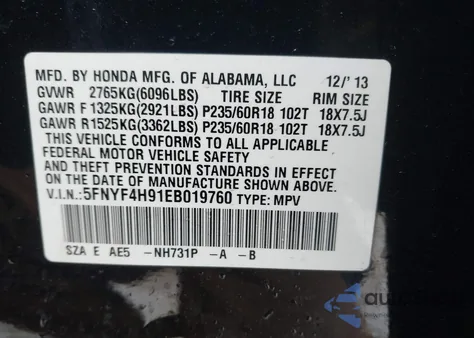 MFD. BY HONDA MFG. OF ALABAMA, LLC 12/'13
GVWR 2765KG(6096LBS) TIRE SIZE RIM SIZE
GAWR F 1325KG(2921LBS) P235/60R18 102T 18X7.5J
GAWR R1525KG(3362LBS) P235/60R18 102T 18X7.5J
THIS VEHICLE CONFORMS TO ALL APPLICABLE
FEDERAL MOTOR VEHICLE SAFETY
AND THEFT PREVENTION STANDARDS IN EFFECT
ON THE DATE OF MANUFACTURE SHOWN ABOVE.
V.I.N.: 5FNYF4H91EB019760 TYPE: MPV
SZA E AE5 -NH731P -A -B